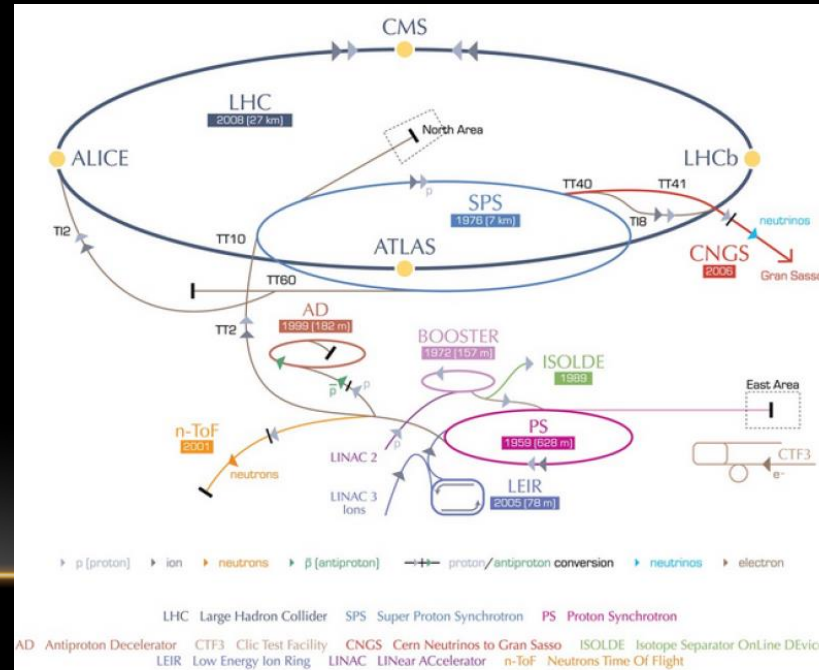 CMS
LHC
2008 (27 km)
North Area
ALICE
LHCb
TT40
TT41
SPS
1976 (7 km)
p
TI8
neutrinos
TI2
TT10
ATLAS
CNGS
2006
Gran Sasso
TT60
AD
1999 (182 m)
TT2
BOOSTER
1972 (157 m)
ISOLDE
1989
p̄
p
East Area
n-ToF
2001
PS
1959 (628 m)
CTF3
e-
neutrons
LINAC 2
p
LEIR
2005 (78 m)
LINAC 3
Ions
p (proton) ion neutrons p̄ (antiproton) proton/antiproton conversion neutrinos electron
LHC Large Hadron Collider SPS Super Proton Synchrotron PS Proton Synchrotron
AD Antiproton Decelerator CTF3 Clic Test Facility CNGS Cern Neutrinos to Gran Sasso ISOLDE Isotope Separator OnLine DEvice
LEIR Low Energy Ion Ring LINAC LINear ACcelerator n-ToF Neutrons Time Of Flight